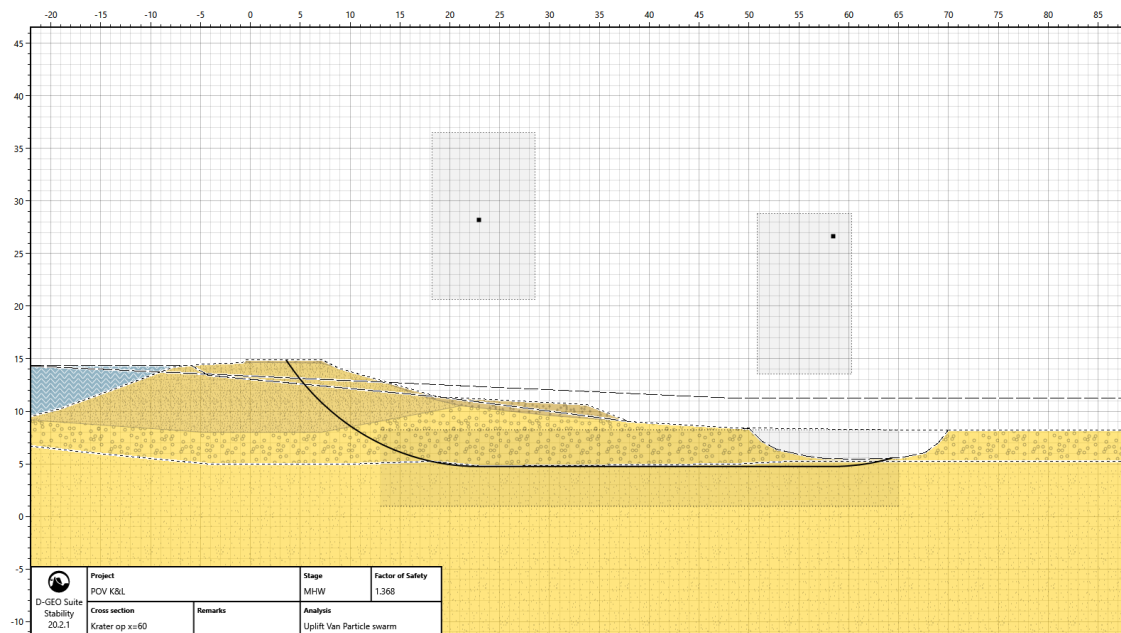 -20 -15 -10 -5 0 5 10 15 20 25 30 35 40 45 50 55 60 65 70 75 80 85
45
40
35
30
25
20
15
10
5
0
-5
-10
D-GEO Suite
Stability
20.2.1
Project
POV K&L
Stage
MHW
Factor of Safety
1.368
Cross section
Krater op x=60
Remarks
Analysis
Uplift Van Particle swarm